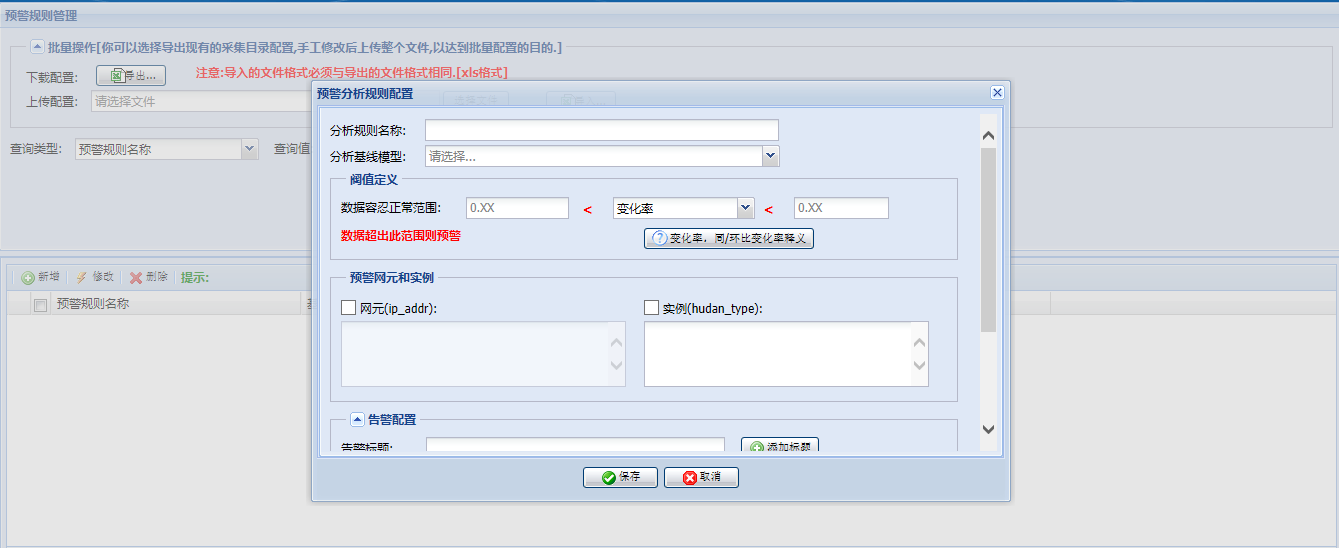 预警规则管理
批量操作[你可以选择导出现有的采集目录配置,手工修改后上传整个文件,以达到批量配置的目的.]
下载配置: 导出... 注意:导入的文件格式必须与导出的文件格式相同.[xls格式]
上传配置: 请选择文件
查询类型: 预警规则名称 查询值
预警分析规则配置
分析规则名称:
分析基线模型: 请选择...
阀值定义
数据容忍正常范围: 0.XX < 变化率 < 0.XX
数据超出此范围则预警 变化率，同/环比变化率释义
预警网元和实例
网元(ip_addr): 实例(hudan_type):
告警配置
告警标题: 添加标题
保存 取消
新增 修改 删除 提示:
预警规则名称